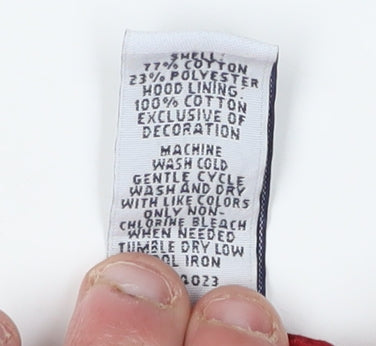 SHELL:
77% COTTON
23% POLYESTER
HOOD LINING:
100% COTTON
EXCLUSIVE OF
DECORATION
MACHINE
WASH COLD
GENTLE CYCLE
WASH AND DRY
WITH LIKE COLORS
ONLY NON-
CHLORINE BLEACH
WHEN NEEDED
TUMBLE DRY LOW
IRON